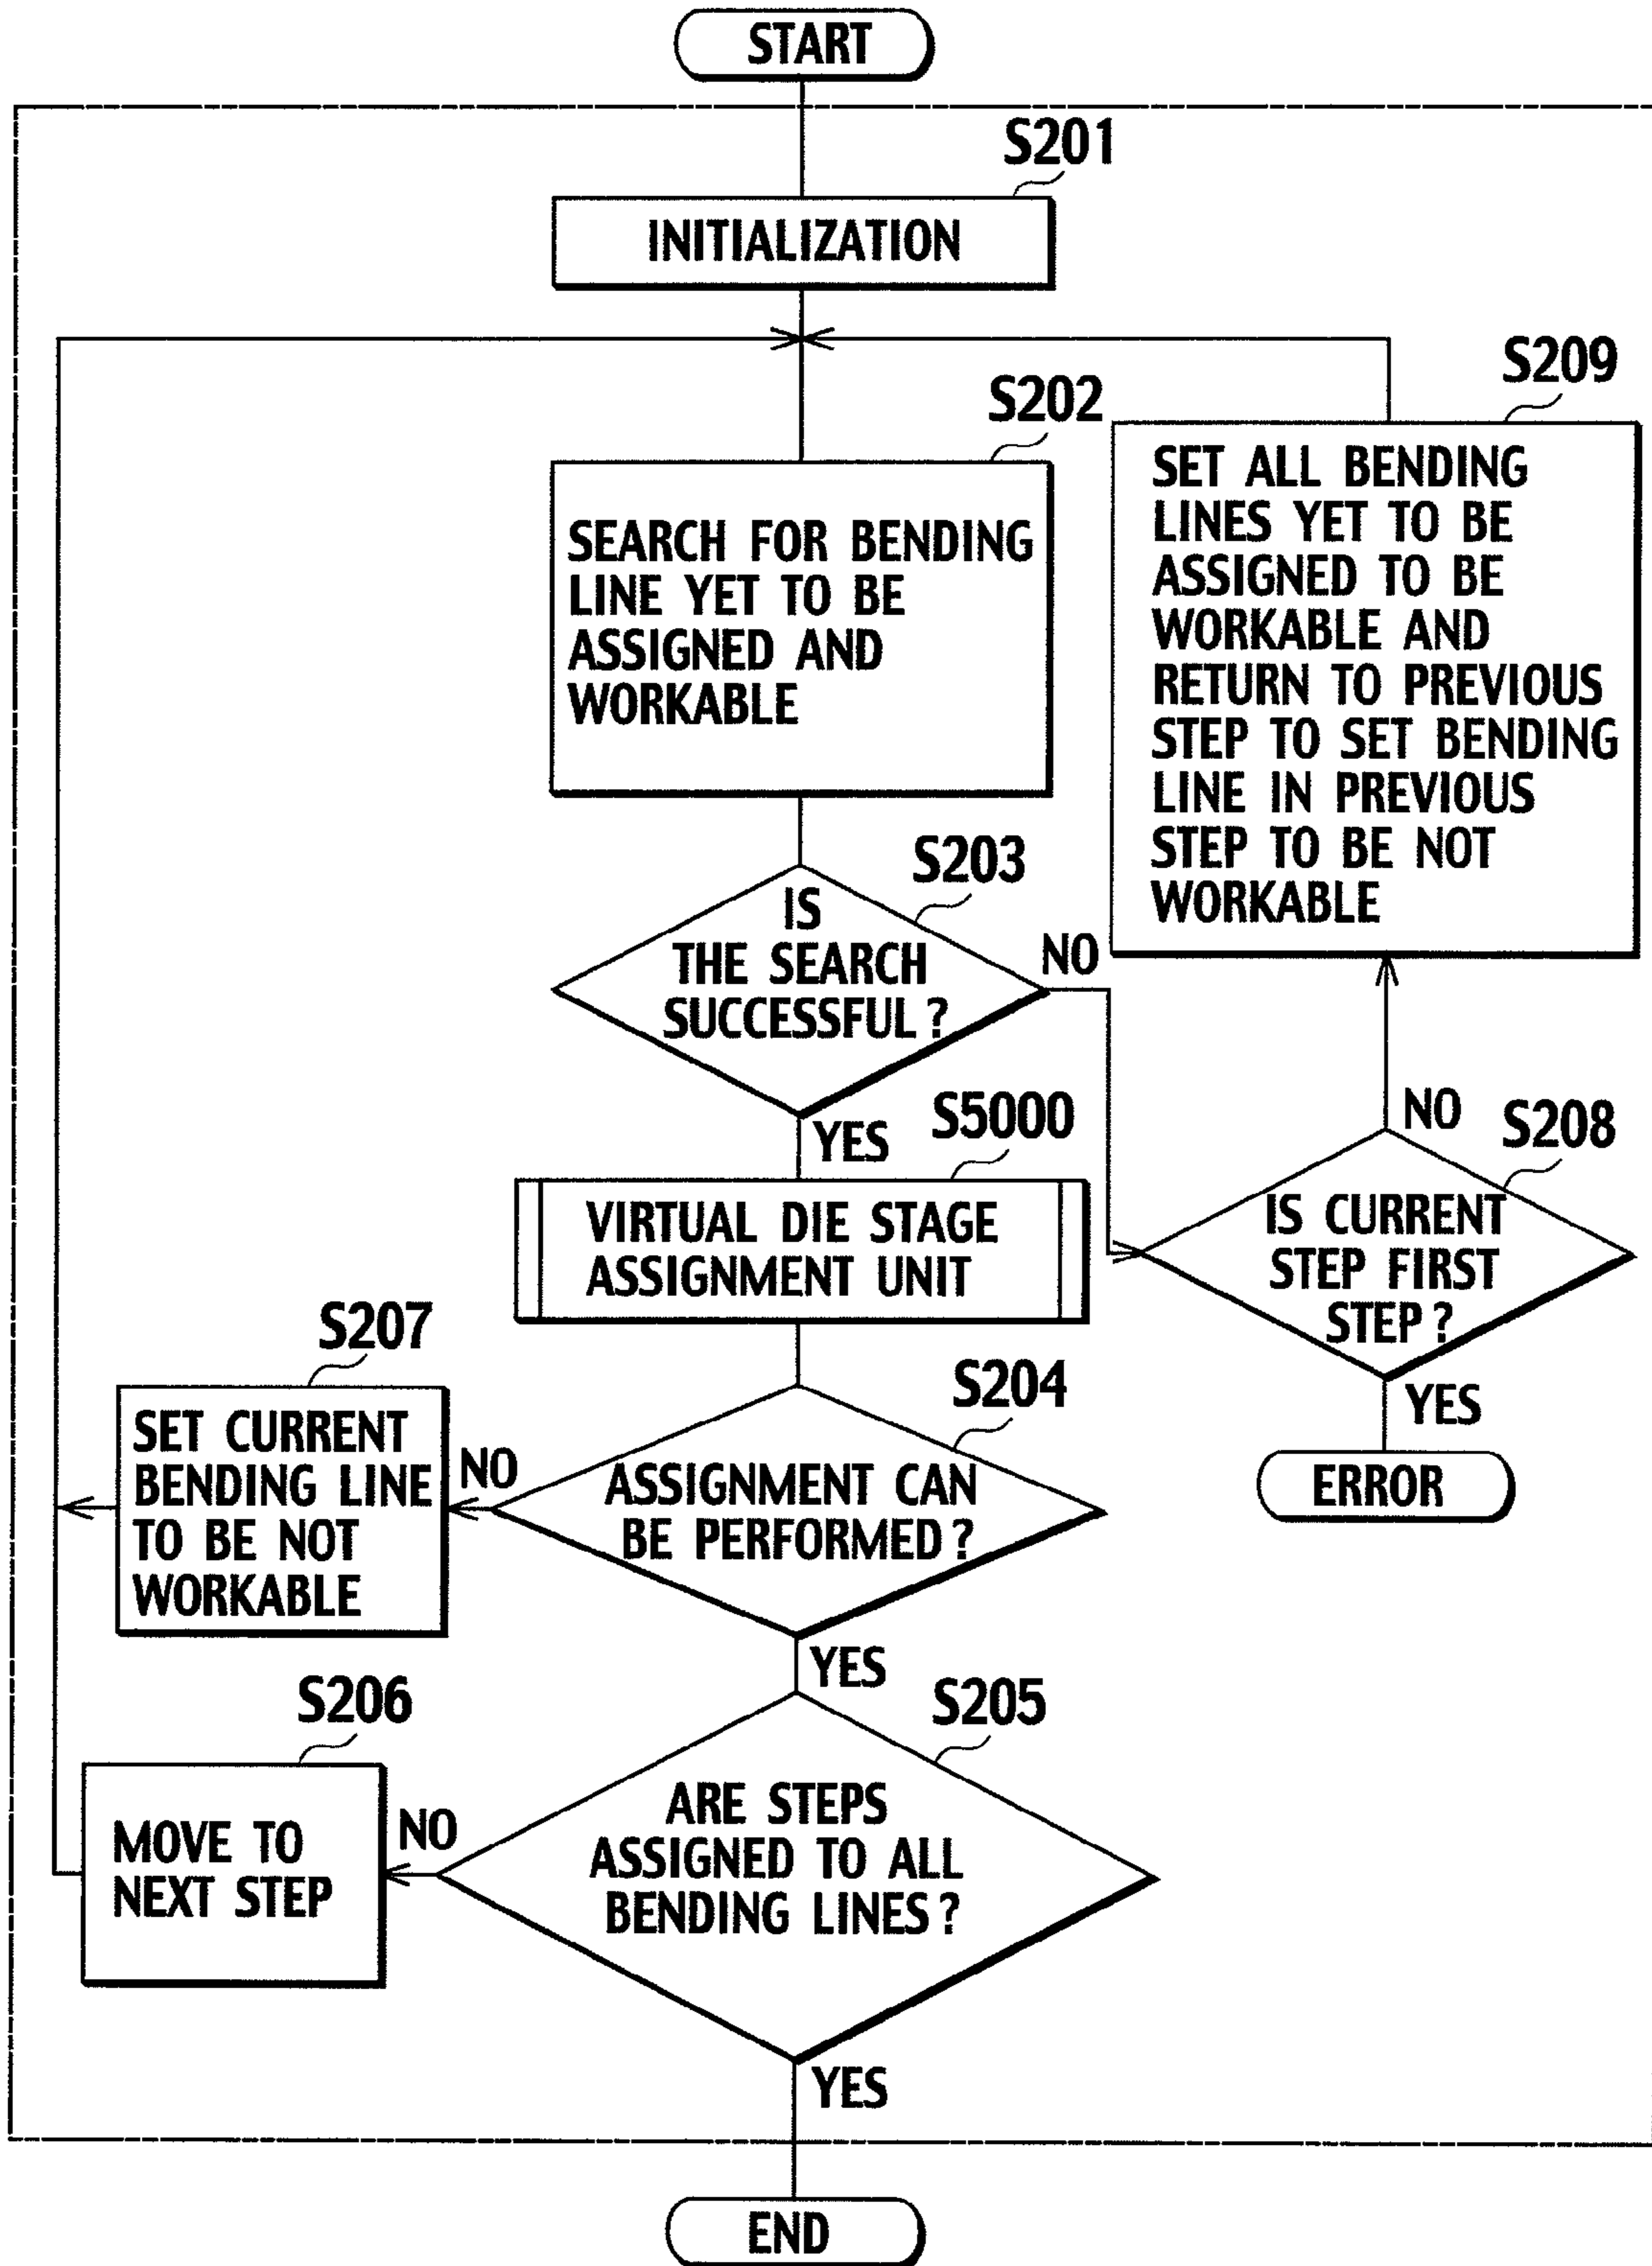 START
S201
INITIALIZATION
S202
SEARCH FOR BENDING
LINE YET TO BE
ASSIGNED AND
WORKABLE
S209
SET ALL BENDING
LINES YET TO BE
ASSIGNED TO BE
WORKABLE AND
RETURN TO PREVIOUS
STEP TO SET BENDING
LINE IN PREVIOUS
STEP TO BE NOT
WORKABLE
S203
IS
THE SEARCH
SUCCESSFUL?
NO
YES
S5000
VIRTUAL DIE STAGE
ASSIGNMENT UNIT
NO
S208
IS CURRENT
STEP FIRST
STEP?
YES
ERROR
S207
SET CURRENT
BENDING LINE
TO BE NOT
WORKABLE
NO
S204
ASSIGNMENT CAN
BE PERFORMED?
YES
S206
MOVE TO
NEXT STEP
NO
S205
ARE STEPS
ASSIGNED TO ALL
BENDING LINES?
YES
END